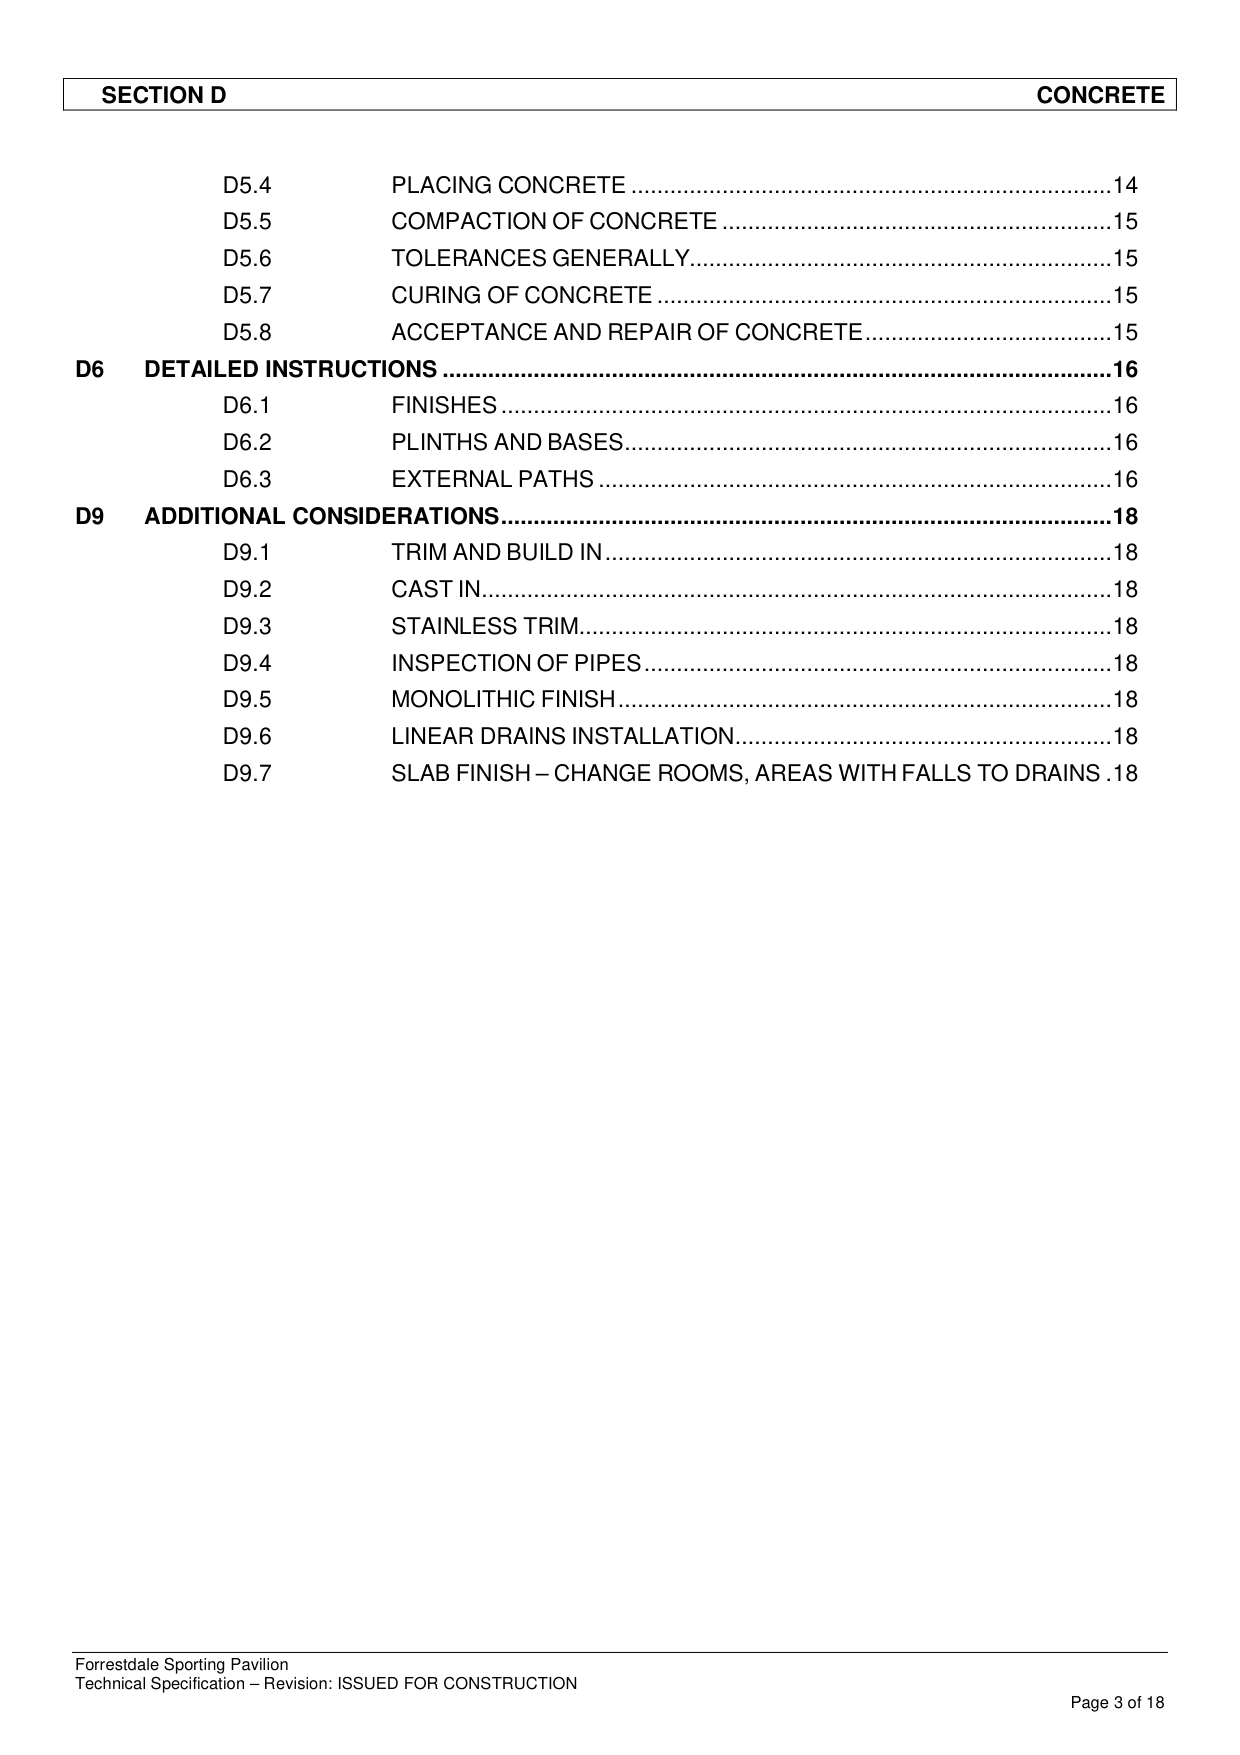 SECTION D CONCRETE
D5.4 PLACING CONCRETE ..........................................................................14
D5.5 COMPACTION OF CONCRETE ............................................................15
D5.6 TOLERANCES GENERALLY.................................................................15
D5.7 CURING OF CONCRETE ......................................................................15
D5.8 ACCEPTANCE AND REPAIR OF CONCRETE......................................15
D6 DETAILED INSTRUCTIONS .......................................................................................................16
D6.1 FINISHES ..............................................................................................16
D6.2 PLINTHS AND BASES...........................................................................16
D6.3 EXTERNAL PATHS ...............................................................................16
D9 ADDITIONAL CONSIDERATIONS..............................................................................................18
D9.1 TRIM AND BUILD IN ..............................................................................18
D9.2 CAST IN.................................................................................................18
D9.3 STAINLESS TRIM..................................................................................18
D9.4 INSPECTION OF PIPES ........................................................................18
D9.5 MONOLITHIC FINISH ............................................................................18
D9.6 LINEAR DRAINS INSTALLATION..........................................................18
D9.7 SLAB FINISH – CHANGE ROOMS, AREAS WITH FALLS TO DRAINS .18
Forrestdale Sporting Pavilion
Technical Specification – Revision: ISSUED FOR CONSTRUCTION
Page 3 of 18